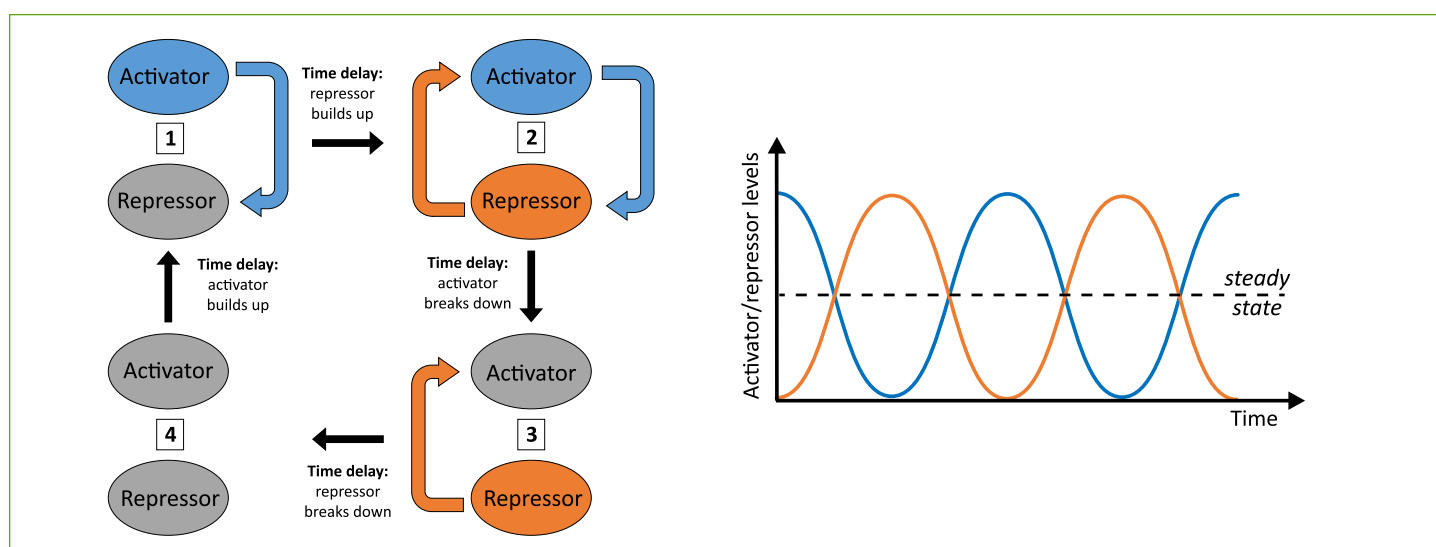 Activator
1
Repressor
Time delay:
repressor
builds up
Activator
2
Repressor
Time delay:
activator
builds up
Time delay:
activator
breaks down
Activator
4
Repressor
Time delay:
repressor
breaks down
Activator
3
Repressor
Activator/repressor levels
steady
state
Time